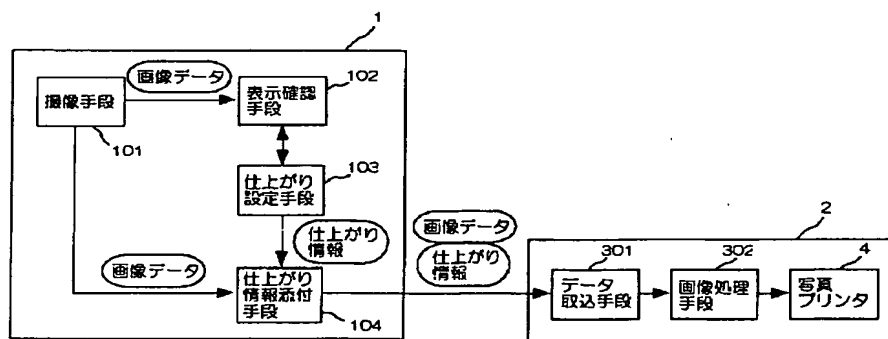 1
画像データ
撮像手段
101
表示確認
手段
102
仕上がり
設定手段
103
仕上がり
情報
画像データ
仕上がり
情報添付
手段
104
画像データ
仕上がり
情報
2
301
データ
取込手段
302
画像処理
手段
4
写真
プリンタ